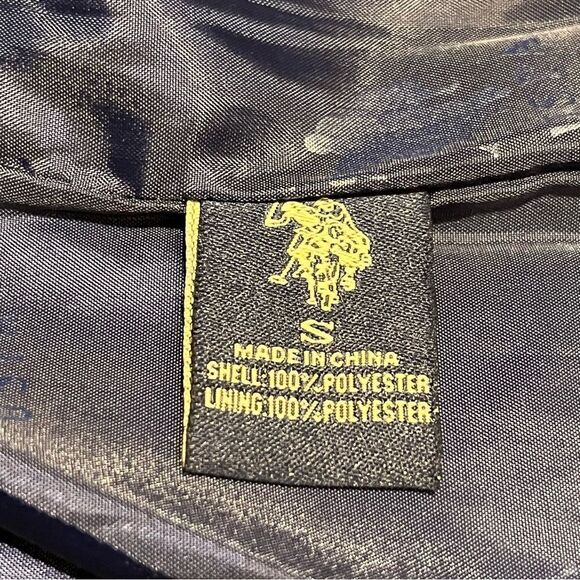 S
MADE IN CHINA
SHELL:100%POLYESTER
LINING:100%POLYESTER